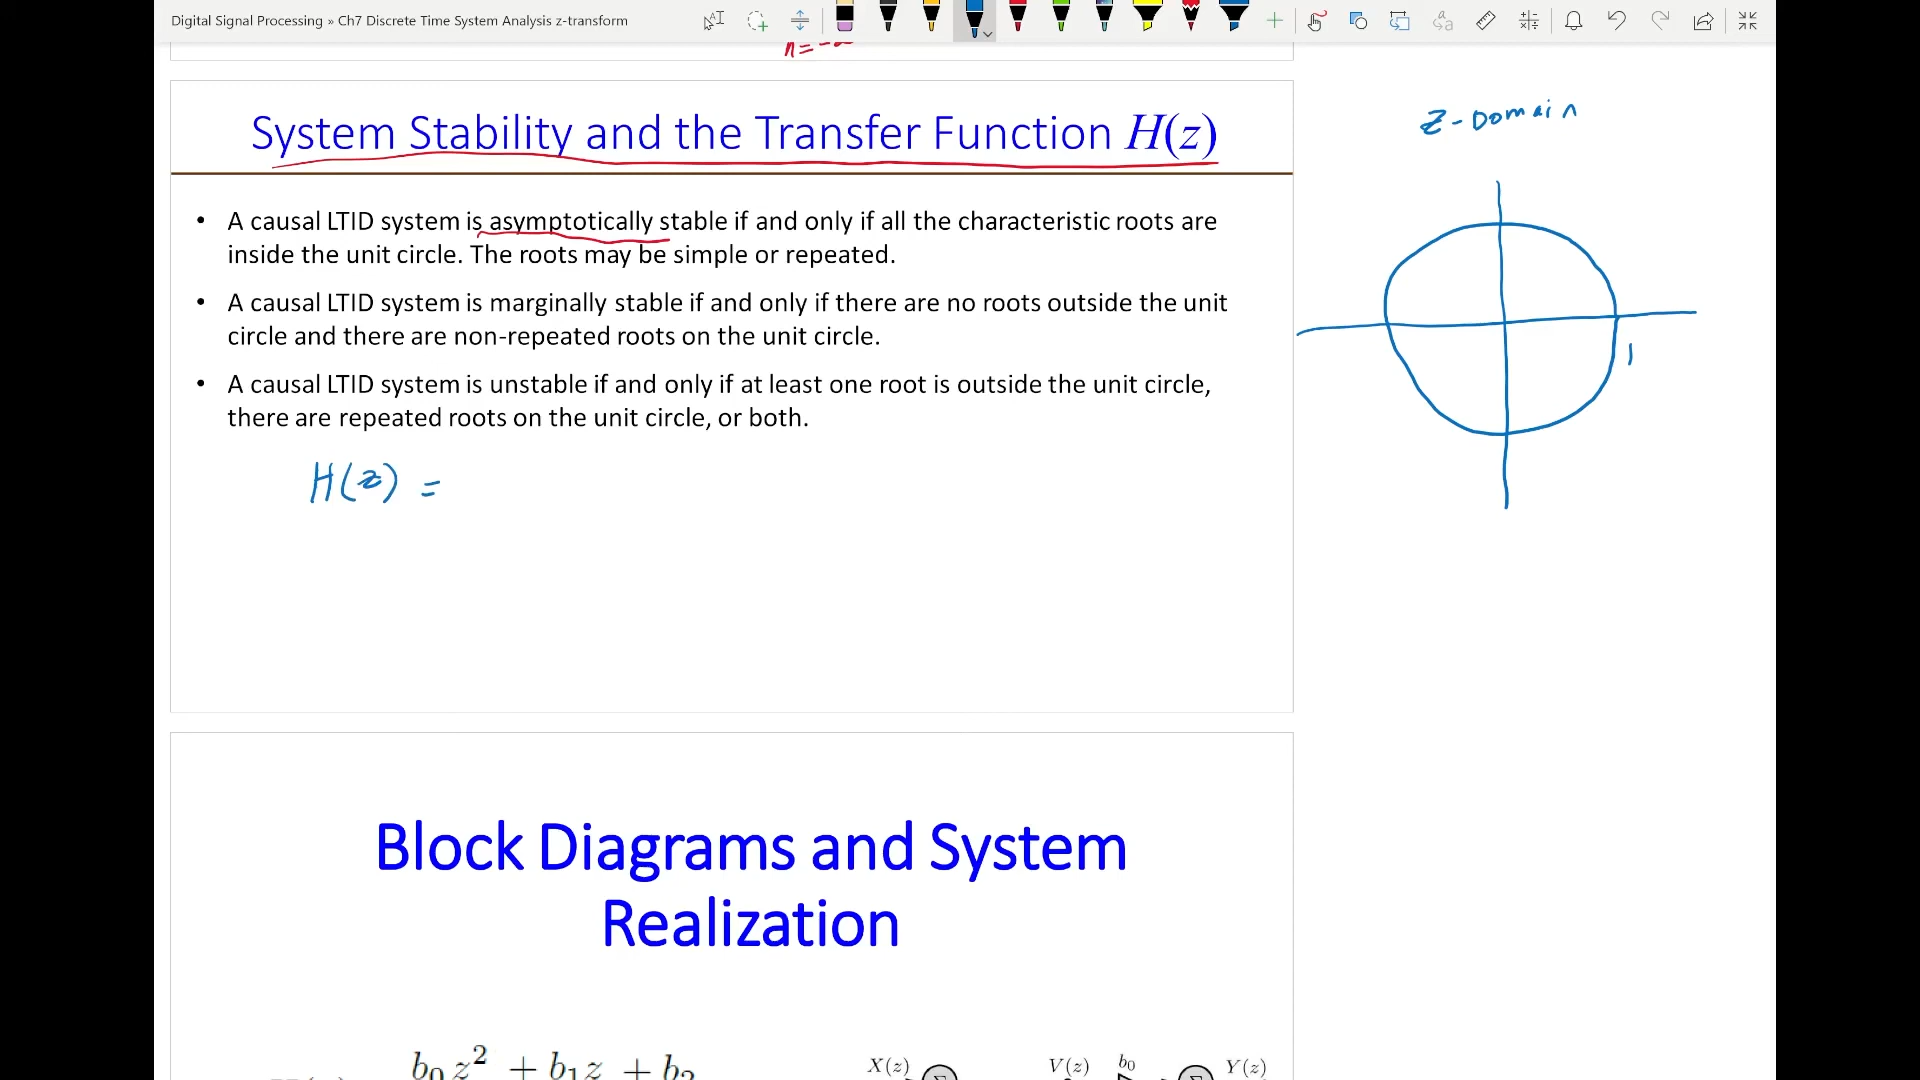 Digital Signal Processing » Ch7 Discrete Time System Analysis z-transform
System Stability and the Transfer Function H(z)
z-Domain
• A causal LTID system is asymptotically stable if and only if all the characteristic roots are
inside the unit circle. The roots may be simple or repeated.
• A causal LTID system is marginally stable if and only if there are no roots outside the unit
circle and there are non-repeated roots on the unit circle.
1
• A causal LTID system is unstable if and only if at least one root is outside the unit circle,
there are repeated roots on the unit circle, or both.
H(z) =
Block Diagrams and System
Realization
b₀z² + b₁z + b₂
X(z) V(z) b₀ Y(z)